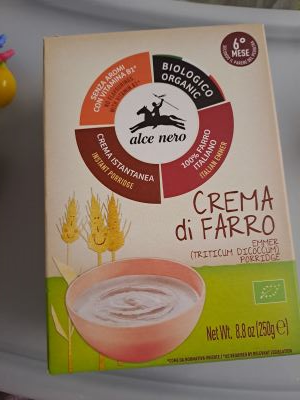 SENZA AROMI
CON VITAMINA B1*
BIOLOGICO
ORGANIC
6°
MESE
alce nero
CREMA ISTANTANEA
INSTANT PORRIDGE
100% FARRO
ITALIANO
ITALIAN EMMER
CREMA
di FARRO
EMMER
(TRITICUM DICOCCUM)
PORRIDGE
Net Wt. 8.8 oz (250g ℮)